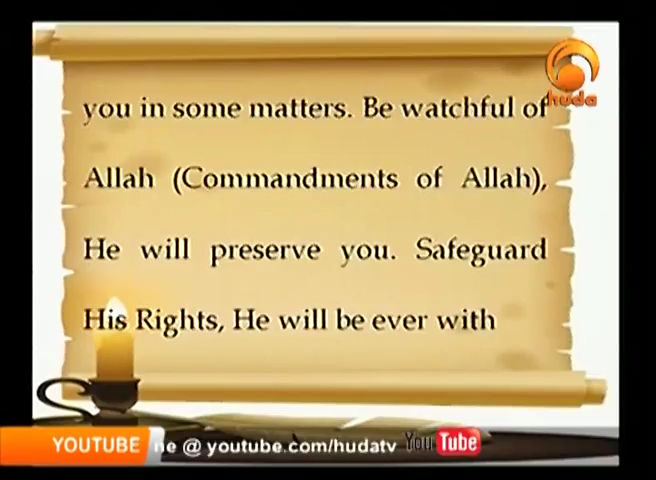 huda
you in some matters. Be watchful of
Allah (Commandments of Allah),
He will preserve you. Safeguard
His Rights, He will be ever with
YOUTUBE ne @ youtube.com/hudatv YouTube